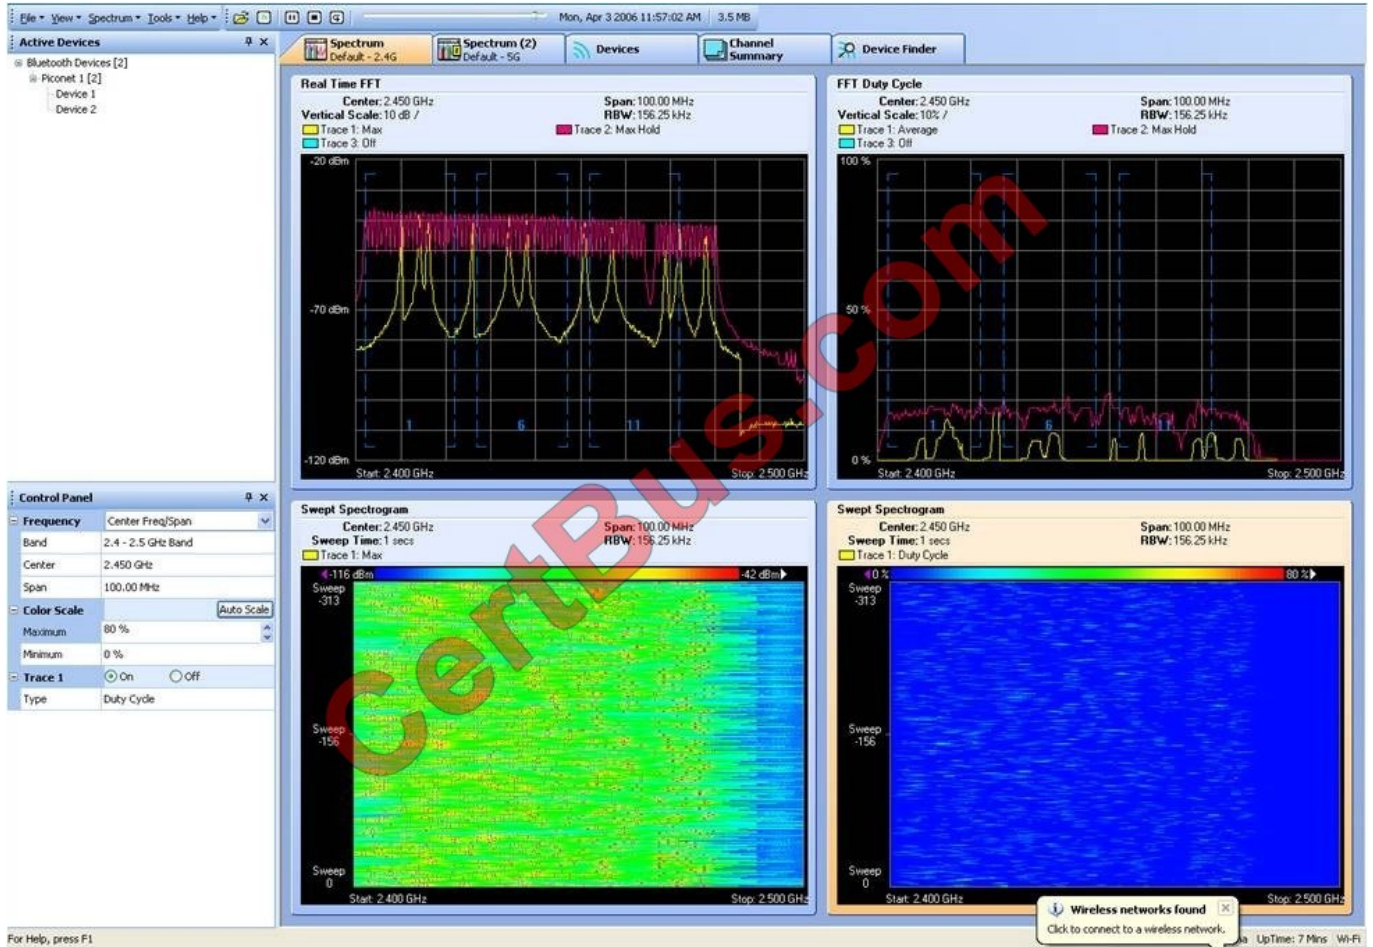 File View Spectrum Tools Help Mon, Apr 3 2006 11:57:02 AM 3.5 MB
Active Devices
Bluetooth Devices [2]
Piconet 1 [2]
Device 1
Device 2
Spectrum
Default - 2.4G
Spectrum (2)
Default - 5G
Devices
Channel
Summary
Device Finder
Real Time FFT
Center: 2.450 GHz Span: 100.00 MHz
Vertical Scale: 10 dB / RBW: 156.25 kHz
Trace 1: Max Trace 2: Max Hold
Trace 3: Off
-20 dBm
-70 dBm
1 6 11
-120 dBm
Start: 2.400 GHz Stop: 2.500 GHz
FFT Duty Cycle
Center: 2.450 GHz Span: 100.00 MHz
Vertical Scale: 10% / RBW: 156.25 kHz
Trace 1: Average Trace 2: Max Hold
Trace 3: Off
100 %
50 %
1 6 11
0 %
Start: 2.400 GHz Stop: 2.500 GHz
Control Panel
Frequency Center Freq/Span
Band 2.4 - 2.5 GHz Band
Center 2.450 GHz
Span 100.00 MHz
Color Scale Auto Scale
Maximum 80 %
Minimum 0 %
Trace 1 On Off
Type Duty Cycle
Swept Spectrogram
Center: 2.450 GHz Span: 100.00 MHz
Sweep Time: 1 secs RBW: 156.25 kHz
Trace 1: Max
-116 dBm -42 dBm
Sweep
-313
Sweep
-156
Sweep
0
Start: 2.400 GHz Stop: 2.500 GHz
Swept Spectrogram
Center: 2.450 GHz Span: 100.00 MHz
Sweep Time: 1 secs RBW: 156.25 kHz
Trace 1: Duty Cycle
0 % 80 %
Sweep
-313
Sweep
-156
Sweep
0
Start: 2.400 GHz Stop: 2.500 GHz
Wireless networks found
Click to connect to a wireless network.
For Help, press F1 UpTime: 7 Mins Wi-Fi
CertBus.com